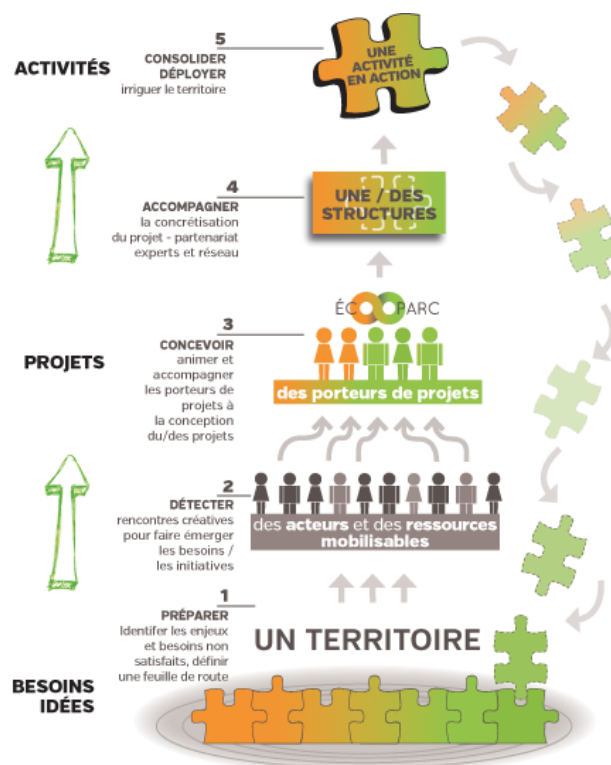 5
ACTIVITÉS
CONSOLIDER
DÉPLOYER
irriguer le territoire
UNE
ACTIVITÉ
EN ACTION
4
ACCOMPAGNER
la concrétisation
du projet - partenariat
experts et réseau
UNE / DES
STRUCTURES
ÉCOOPARC
3
PROJETS
CONCEVOIR
animer et
accompagner
les porteurs de
projets à
la conception
du/des projets
des porteurs de projets
2
DÉTECTER
rencontres créatives
pour faire émerger
les besoins /
les initiatives
des acteurs et des ressources
mobilisables
1
PRÉPARER
Identifer les enjeux
et besoins non
satisfaits, définir
une feuille de route
UN TERRITOIRE
BESOINS
IDÉES